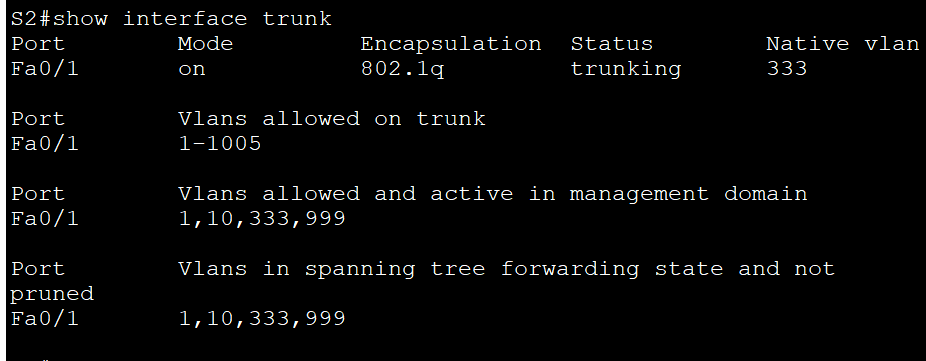 S2#show interface trunk
Port Mode Encapsulation Status Native vlan
Fa0/1 on 802.1q trunking 333
Port Vlans allowed on trunk
Fa0/1 1-1005
Port Vlans allowed and active in management domain
Fa0/1 1,10,333,999
Port Vlans in spanning tree forwarding state and not
pruned
Fa0/1 1,10,333,999